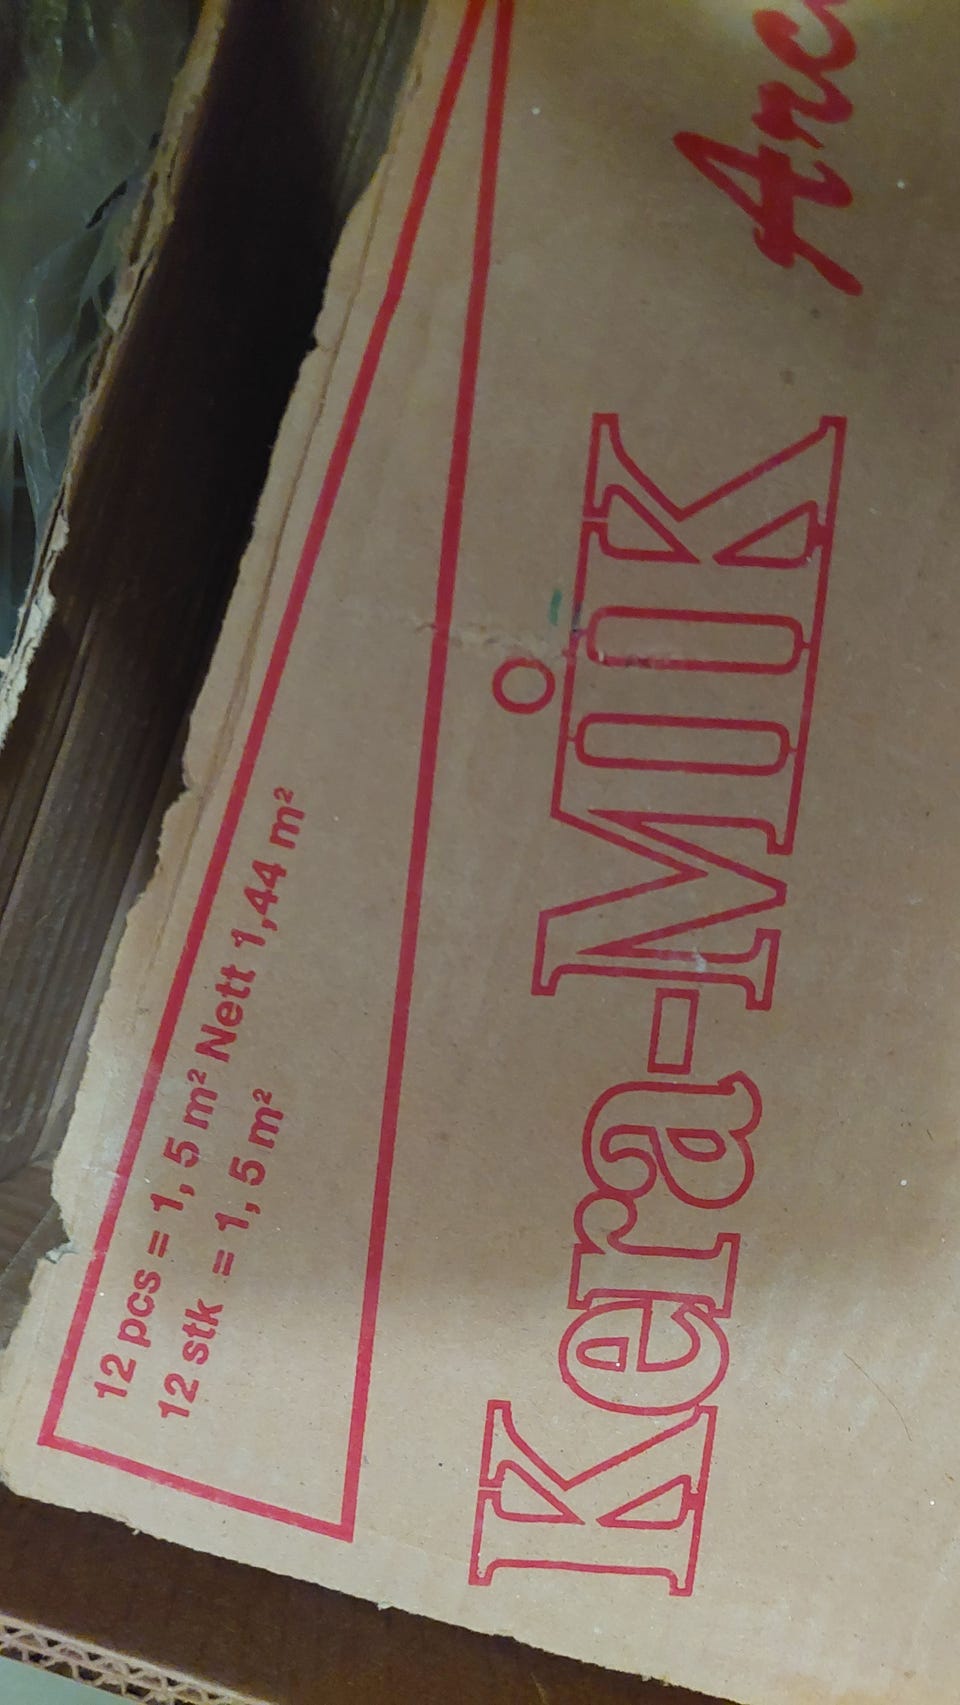 12 pcs = 1,5 m² Nett 1,44 m²
12 stk = 1,5 m²
Kera-MiK